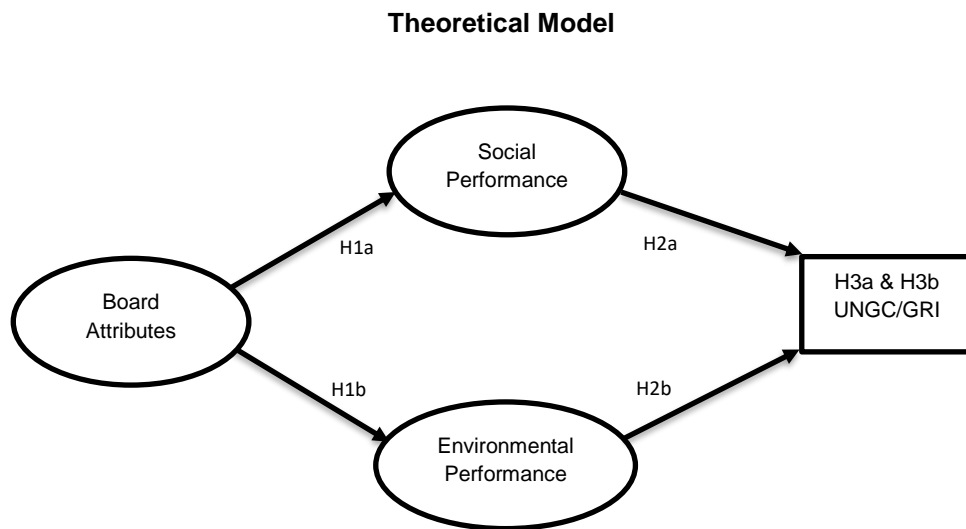 Theoretical Model
Social
Performance
H1a
H2a
Board
Attributes
H3a & H3b
UNGC/GRI
H1b
H2b
Environmental
Performance